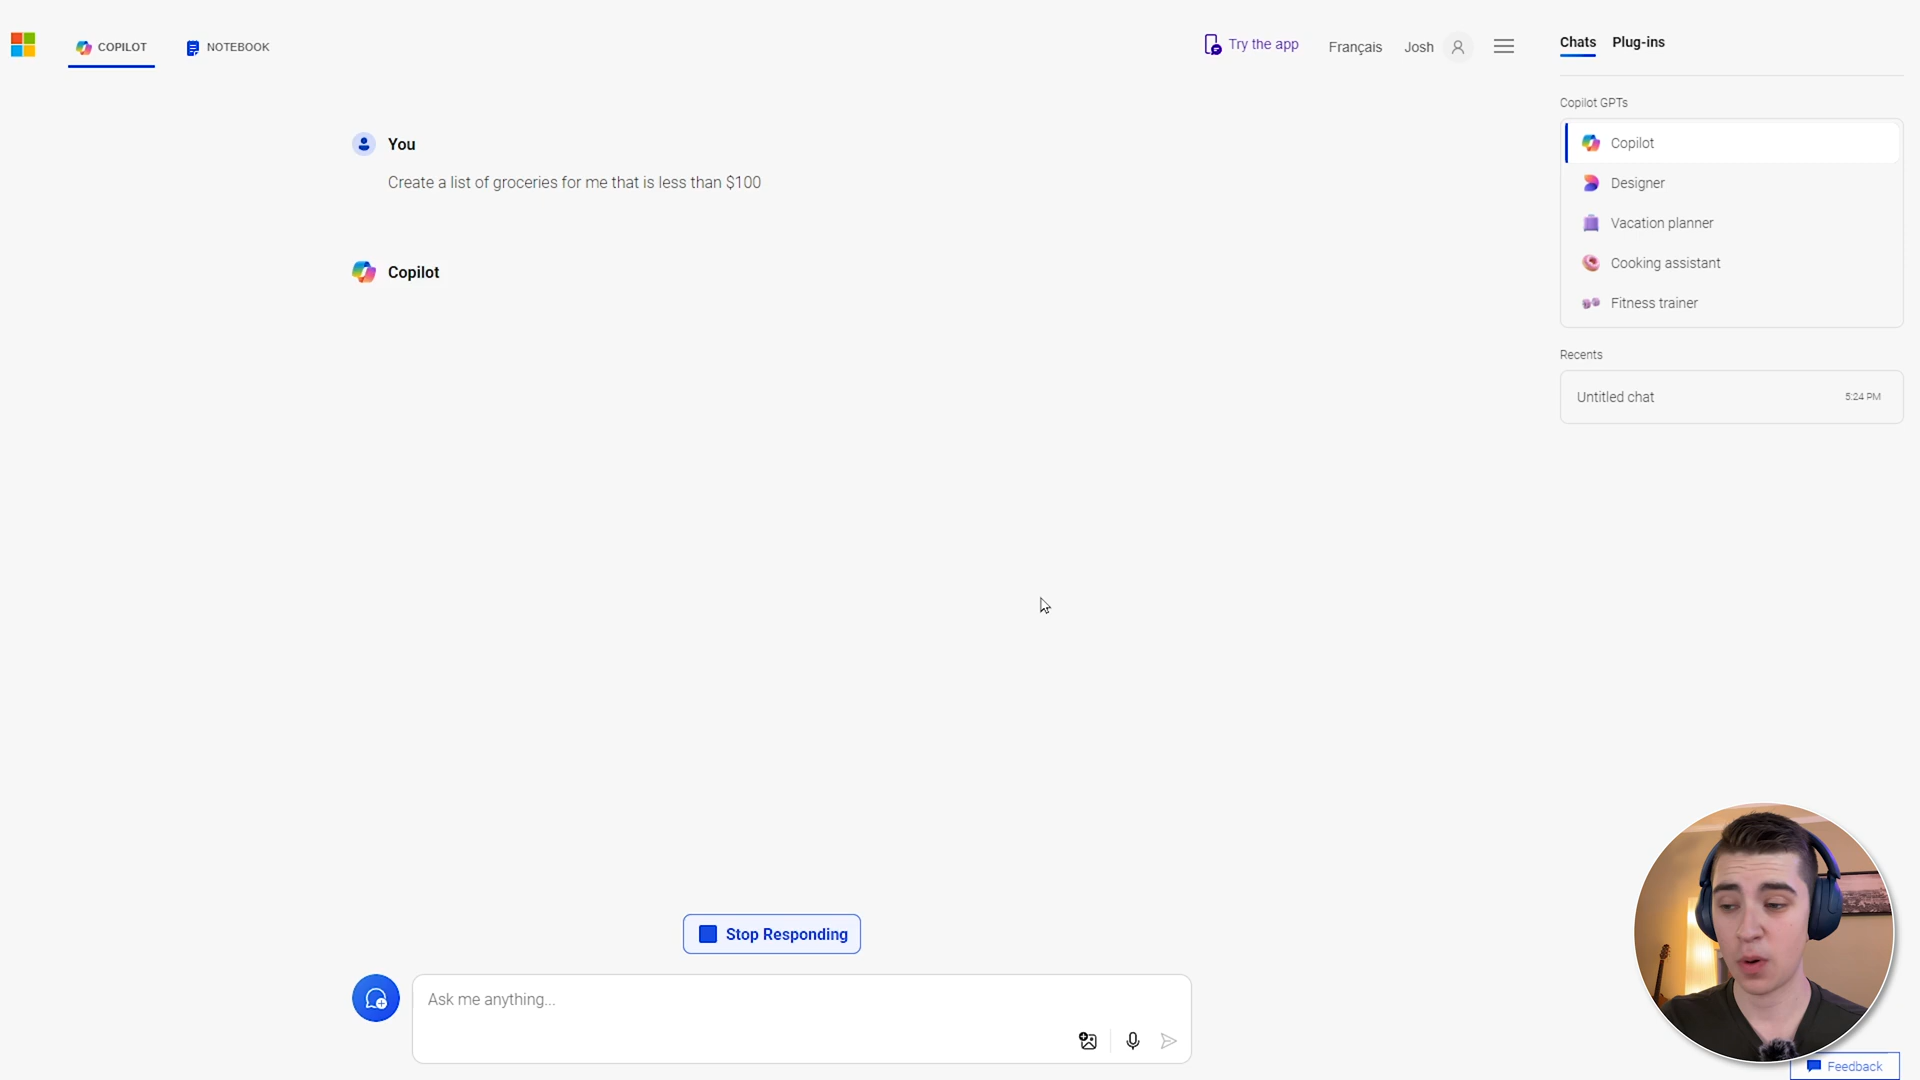 COPILOT
NOTEBOOK
Try the app
Français
Josh
Chats
Plug-ins
You
Create a list of groceries for me that is less than $100
Copilot
Copilot GPTs
Copilot
Designer
Vacation planner
Cooking assistant
Fitness trainer
Recents
Untitled chat
5:24 PM
Stop Responding
Ask me anything...
Feedback